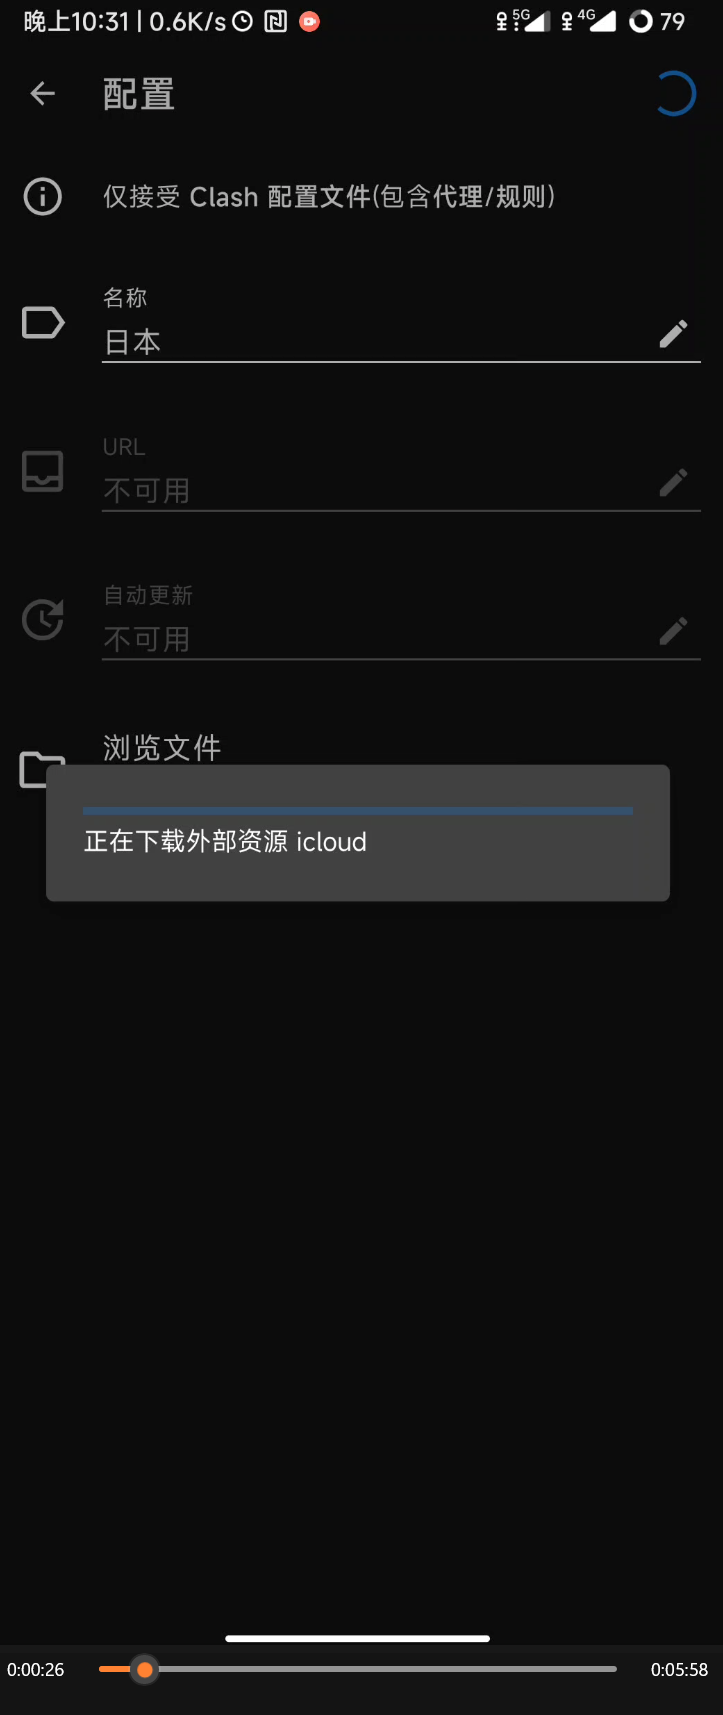 晚上10:31 | 0.6K/s 5G 4G 79
配置
仅接受 Clash 配置文件(包含代理/规则)
名称
日本
URL
不可用
自动更新
不可用
浏览文件
正在下载外部资源 icloud
0:00:26 0:05:58